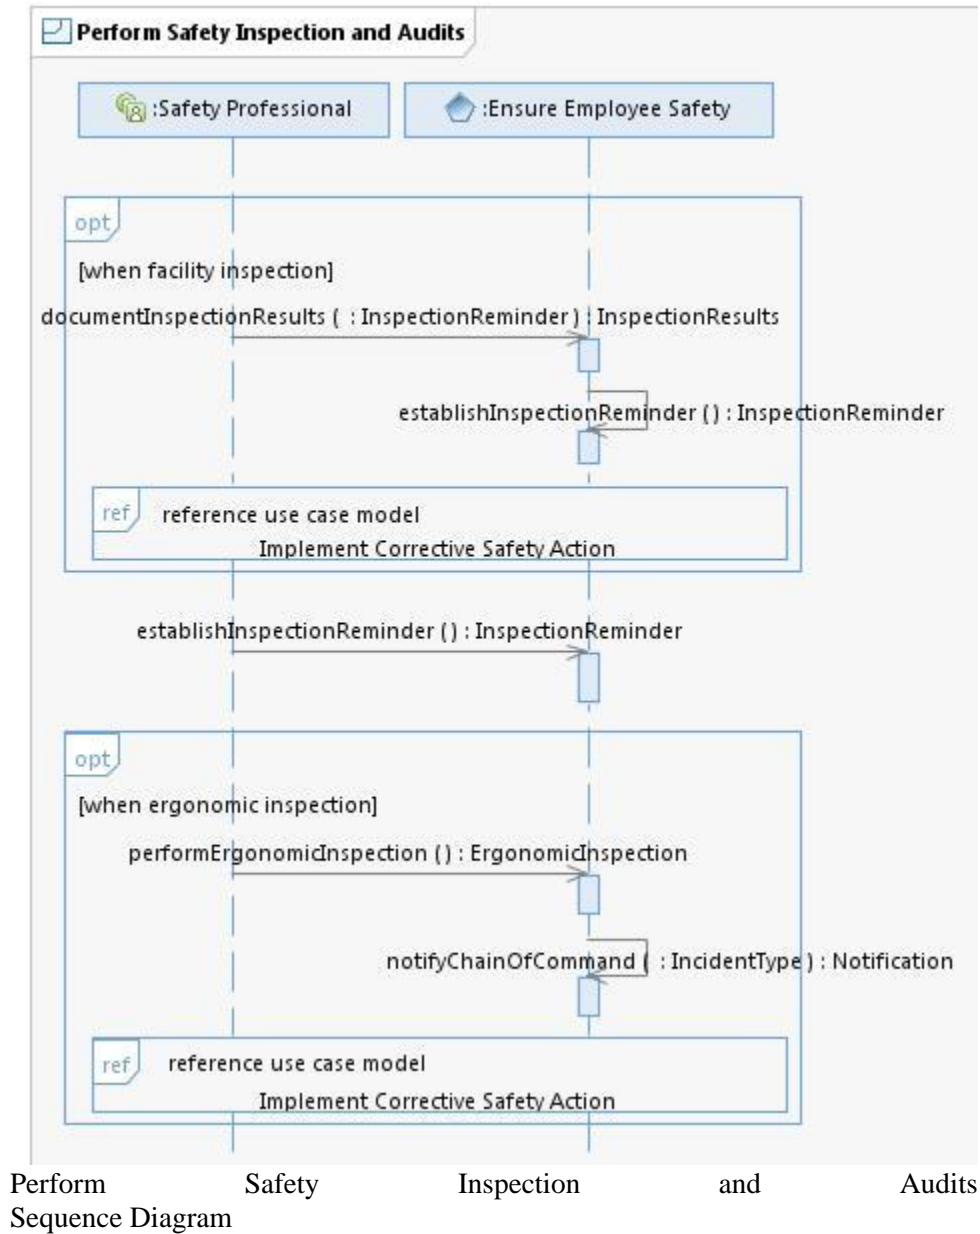 Perform Safety Inspection and Audits
:Safety Professional
:Ensure Employee Safety
opt
[when facility inspection]
documentInspectionResults ( : InspectionReminder ) : InspectionResults
establishInspectionReminder ( ) : InspectionReminder
ref
reference use case model
Implement Corrective Safety Action
establishInspectionReminder ( ) : InspectionReminder
opt
[when ergonomic inspection]
performErgonomicInspection ( ) : ErgonomicInspection
notifyChainOfCommand ( : IncidentType ) : Notification
ref
reference use case model
Implement Corrective Safety Action
Perform Safety Inspection and Audits
Sequence Diagram